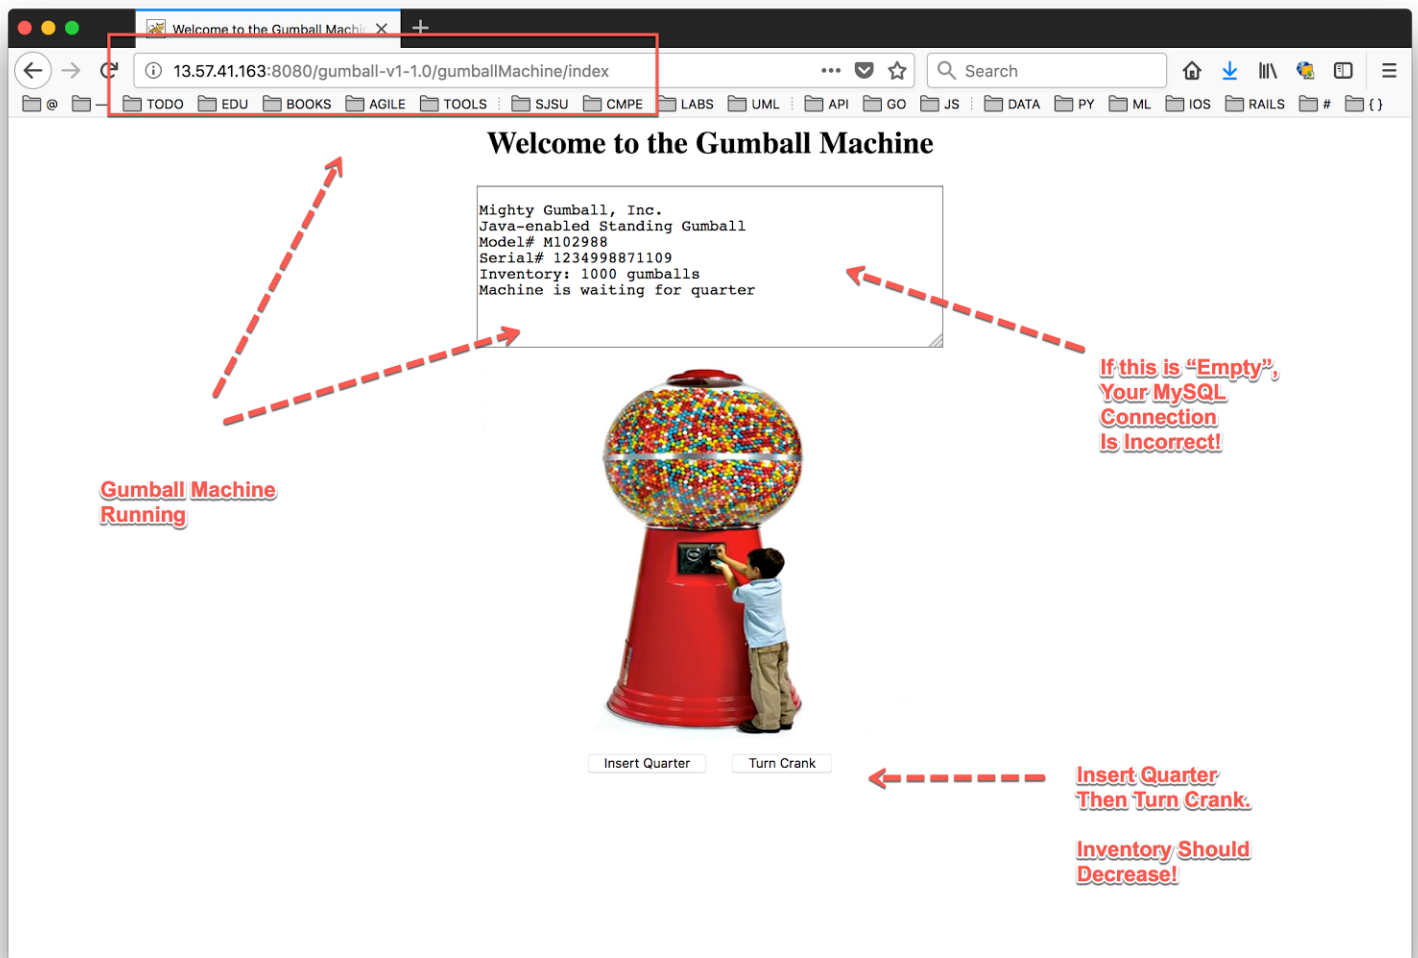 Welcome to the Gumball Machi
13.57.41.163:8080/gumball-v1-1.0/gumballMachine/index
Search
@ — TODO EDU BOOKS AGILE TOOLS SJSU CMPE LABS UML API GO JS DATA PY ML IOS RAILS # { }
Welcome to the Gumball Machine
Mighty Gumball, Inc.
Java-enabled Standing Gumball
Model# M102988
Serial# 1234998871109
Inventory: 1000 gumballs
Machine is waiting for quarter
If this is “Empty”,
Your MySQL
Connection
Is Incorrect!
Gumball Machine
Running
Insert Quarter Turn Crank
Insert Quarter
Then Turn Crank.
Inventory Should
Decrease!